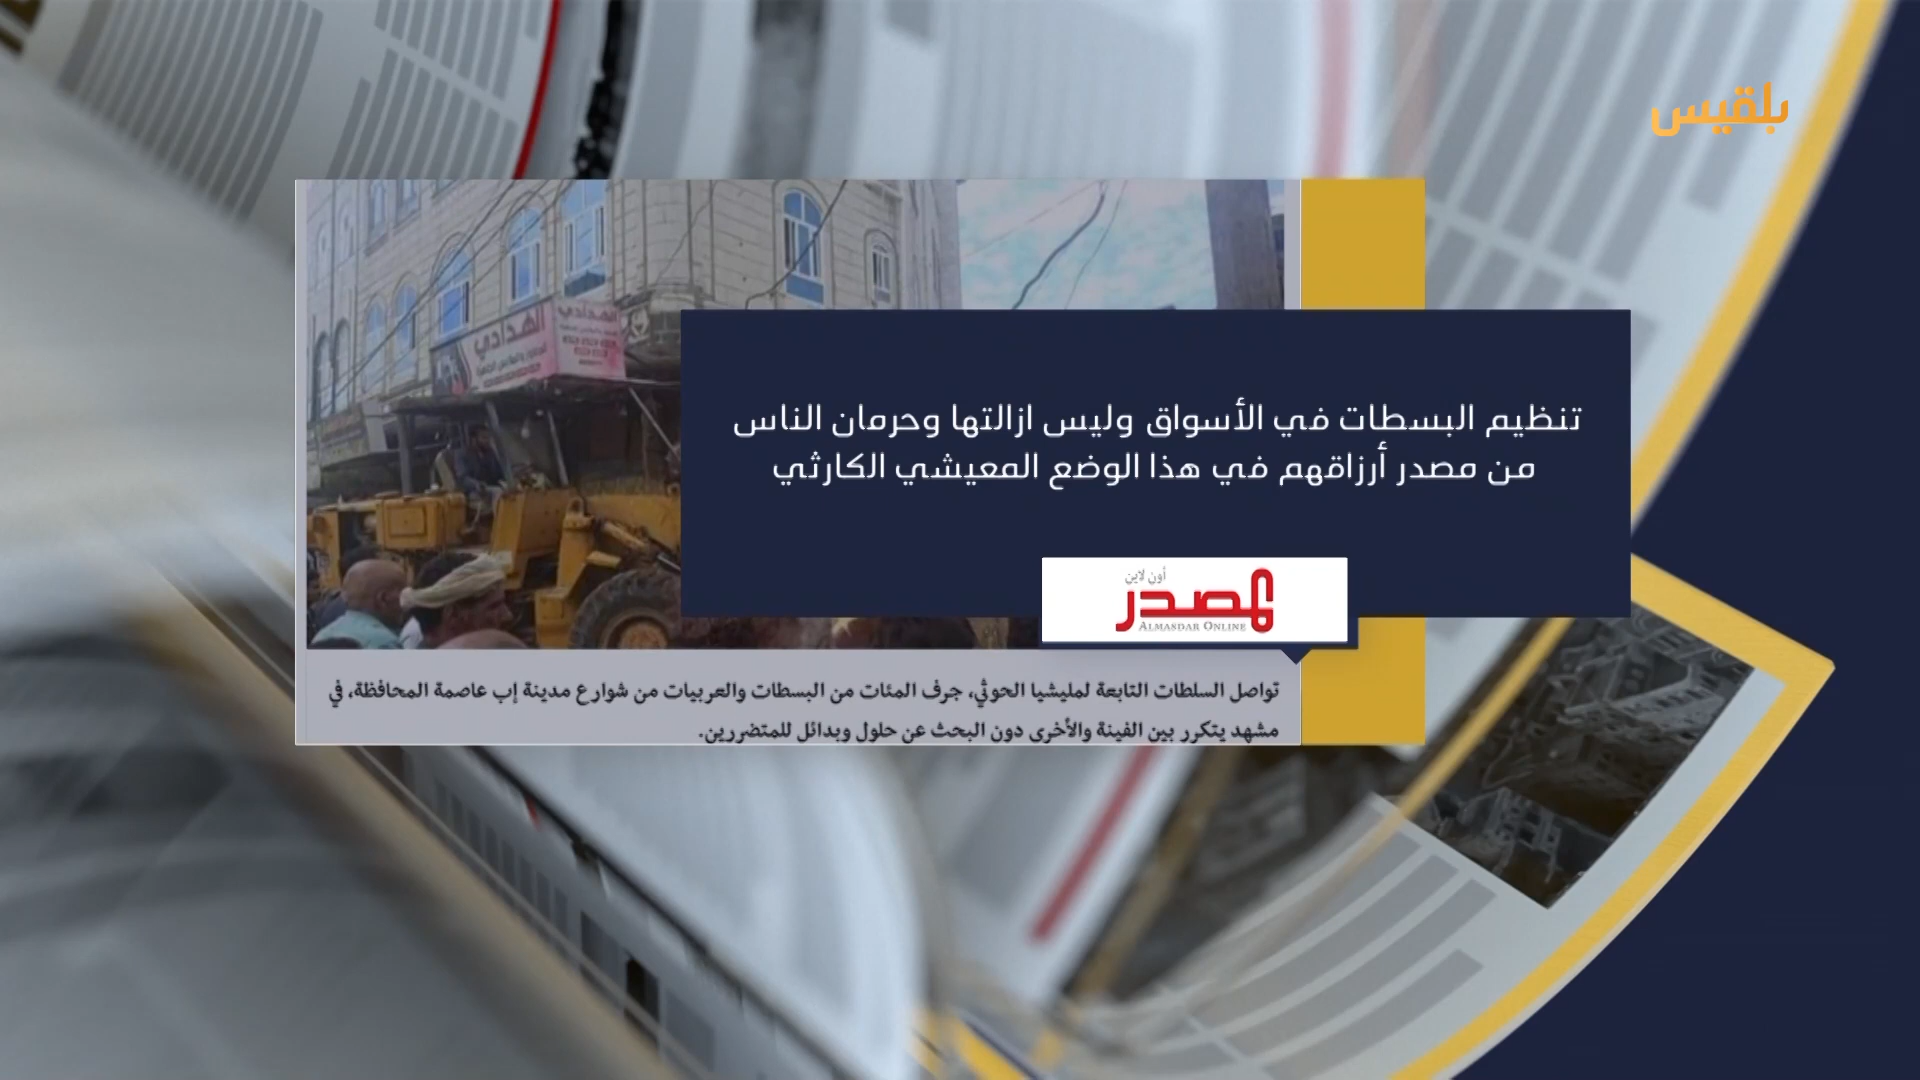 بلقيس
الهدادي
الهدادي
تنظيم البسطات في الأسواق وليس ازالتها وحرمان الناس
من مصدر أرزاقهم في هذا الوضع المعيشي الكارثي
أون لاين
المصدر
ALMASDAR ONLINE
تواصل السلطات التابعة لمليشيا الحوثي، جرف المئات من البسطات والعربيات من شوارع مدينة إب عاصمة المحافظة، في
مشهد يتكرر بين الفينة والأخرى دون البحث عن حلول وبدائل للمتضررين.